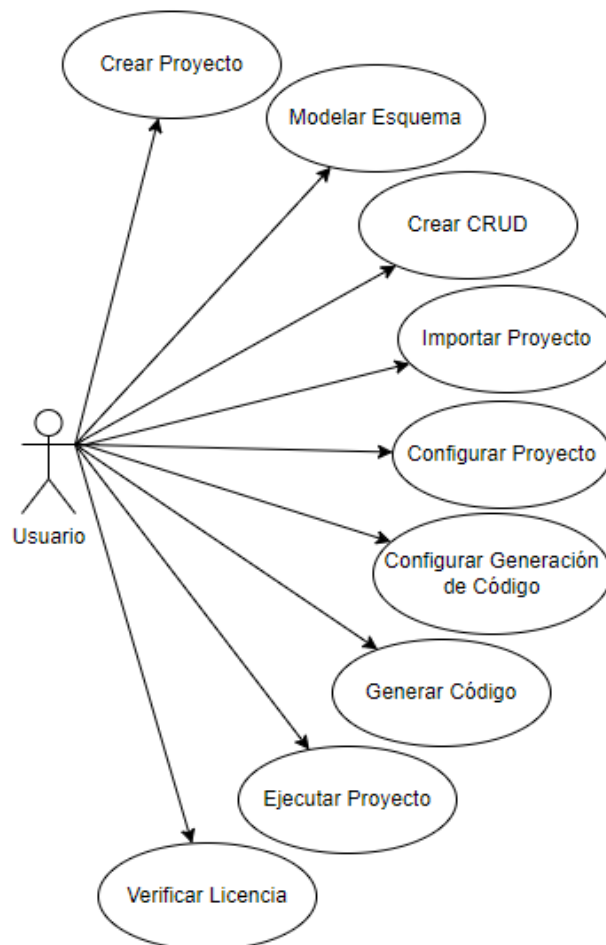 Crear Proyecto
Modelar Esquema
Crear CRUD
Importar Proyecto
Configurar Proyecto
Usuario
Configurar Generación
de Código
Generar Código
Ejecutar Proyecto
Verificar Licencia